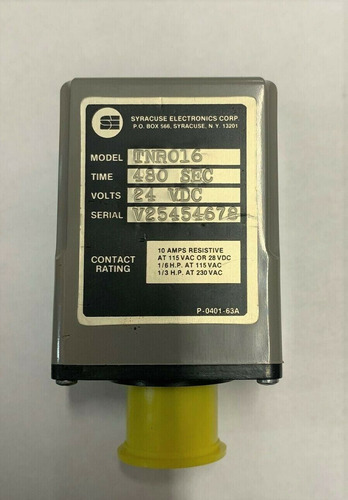 SE
SYRACUSE ELECTRONICS CORP.
P.O. BOX 566, SYRACUSE, N.Y. 13201
MODEL TNR016
TIME 480 SEC
VOLTS 24 VDC
SERIAL V25454678
CONTACT RATING
10 AMPS RESISTIVE
AT 115 VAC OR 28 VDC
1/6 H.P. AT 115 VAC
1/3 H.P. AT 230 VAC
P-0401-63A